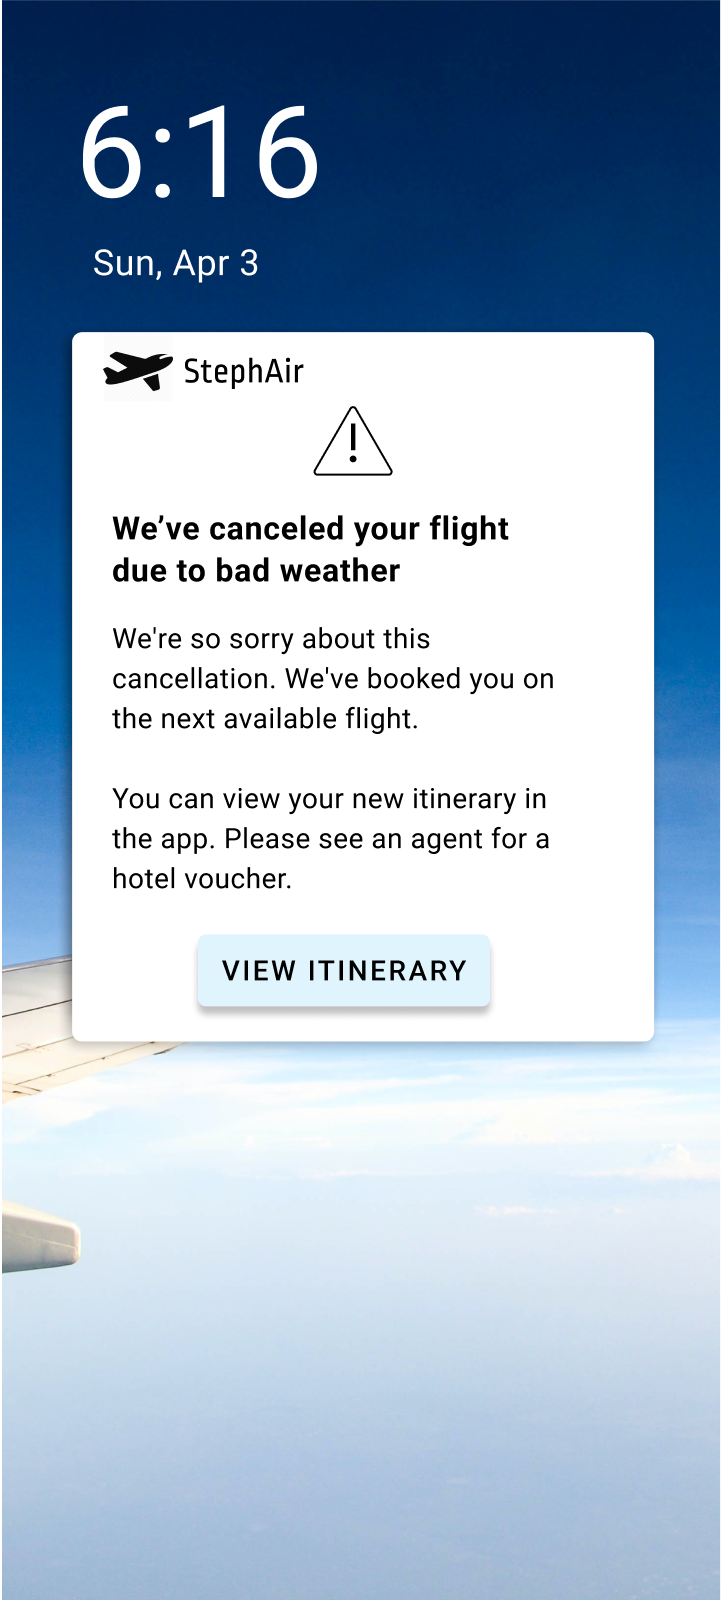 6:16
Sun, Apr 3
StephAir
We’ve canceled your flight
due to bad weather
We're so sorry about this
cancellation. We've booked you on
the next available flight.
You can view your new itinerary in
the app. Please see an agent for a
hotel voucher.
VIEW ITINERARY